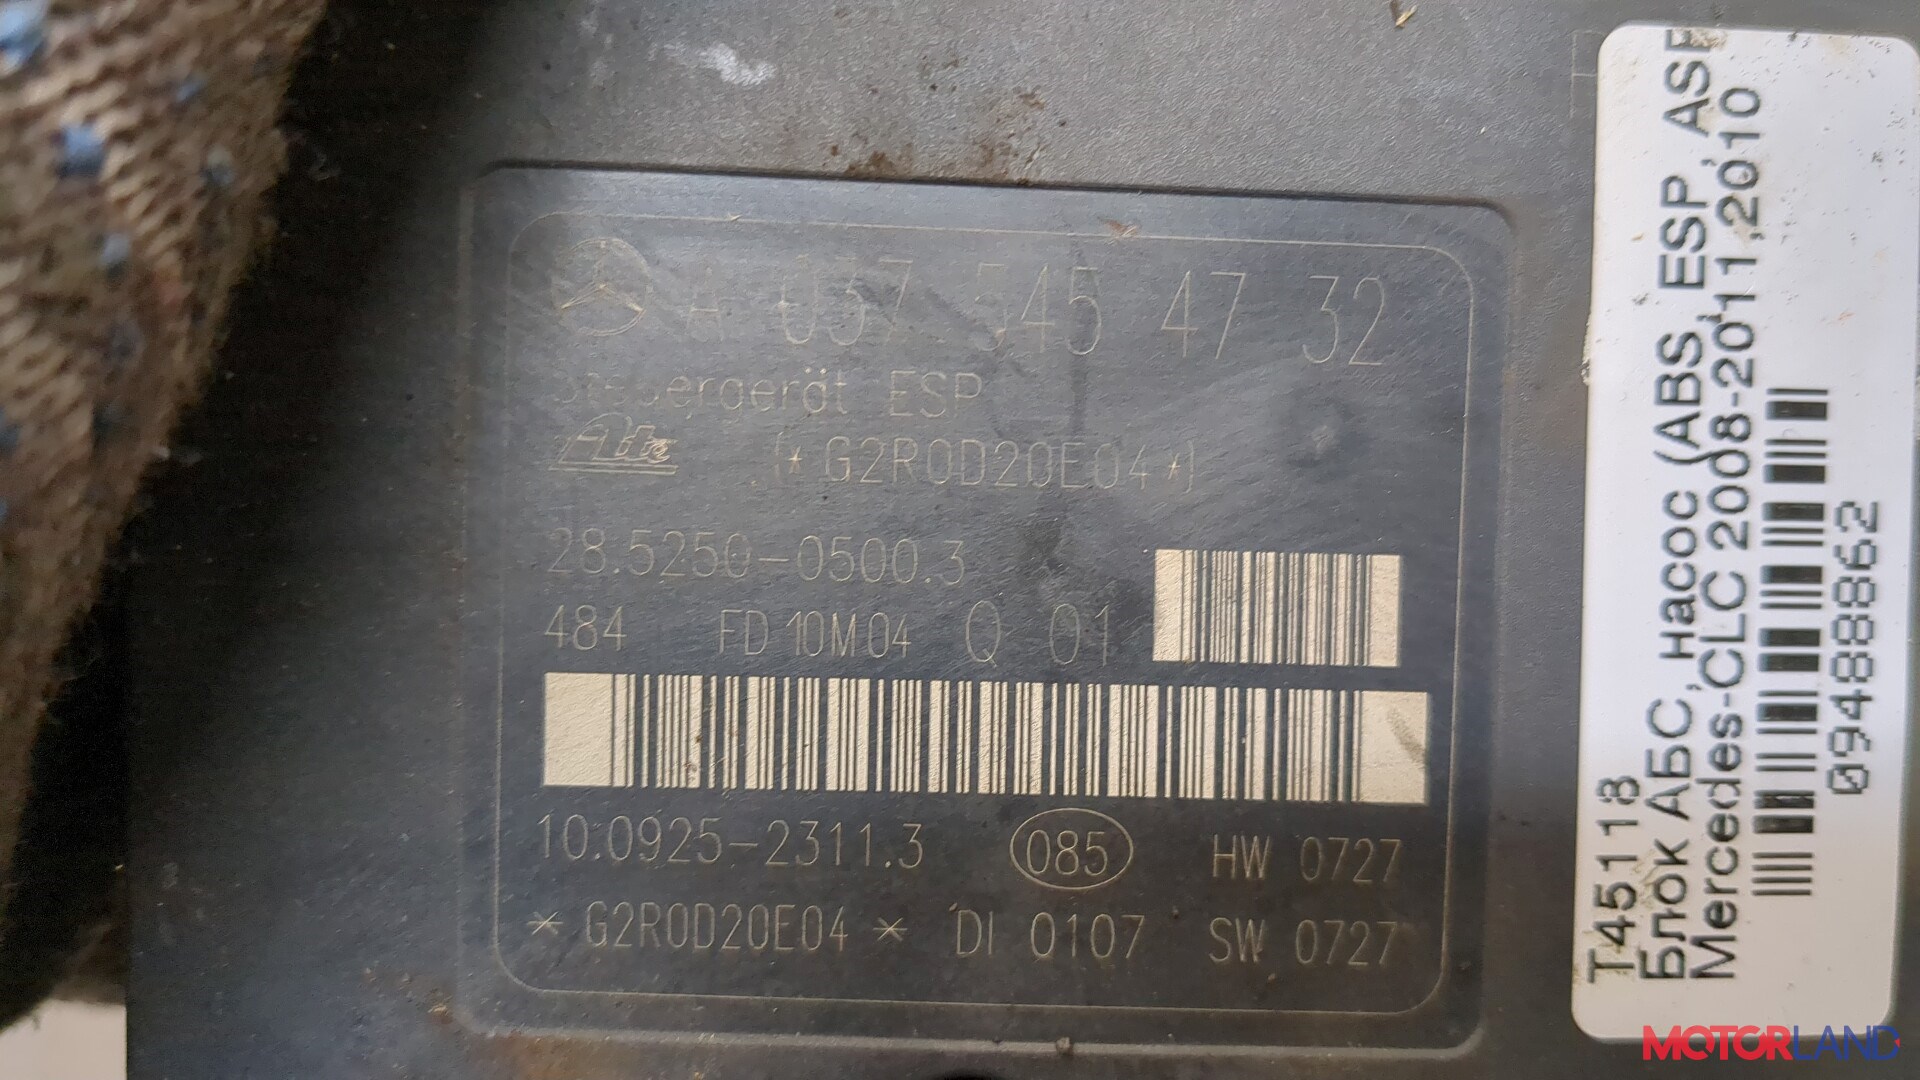 A 037 545 47 32
Steuergerät ESP
Ate (*G2R0D20E04*)
28.5250-0500.3
484 FD 10M04 Q 01
10.0925-2311.3 085 HW 0727
* G2R0D20E04 * DI 0107 SW 0727
T45118
Блок АБС, насос (ABS, ESP, ASR
Mercedes-CLC 2008-2011,2010
09488862
MOTORLAND